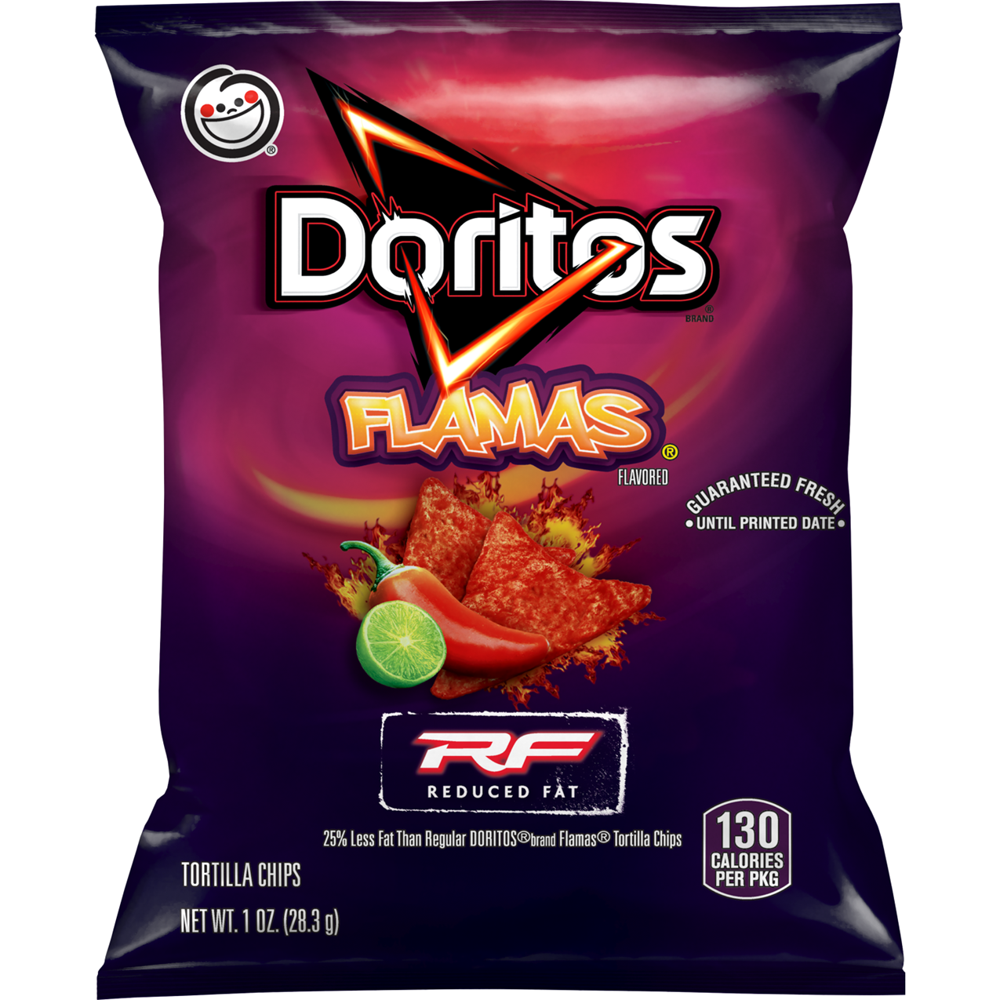 ®
Doritos
®
BRAND
FLAMAS
®
FLAVORED
GUARANTEED FRESH
• UNTIL PRINTED DATE •
RF
REDUCED FAT
25% Less Fat Than Regular DORITOS® brand Flamas® Tortilla Chips
130
CALORIES
PER PKG
TORTILLA CHIPS
NET WT. 1 OZ. (28.3 g)